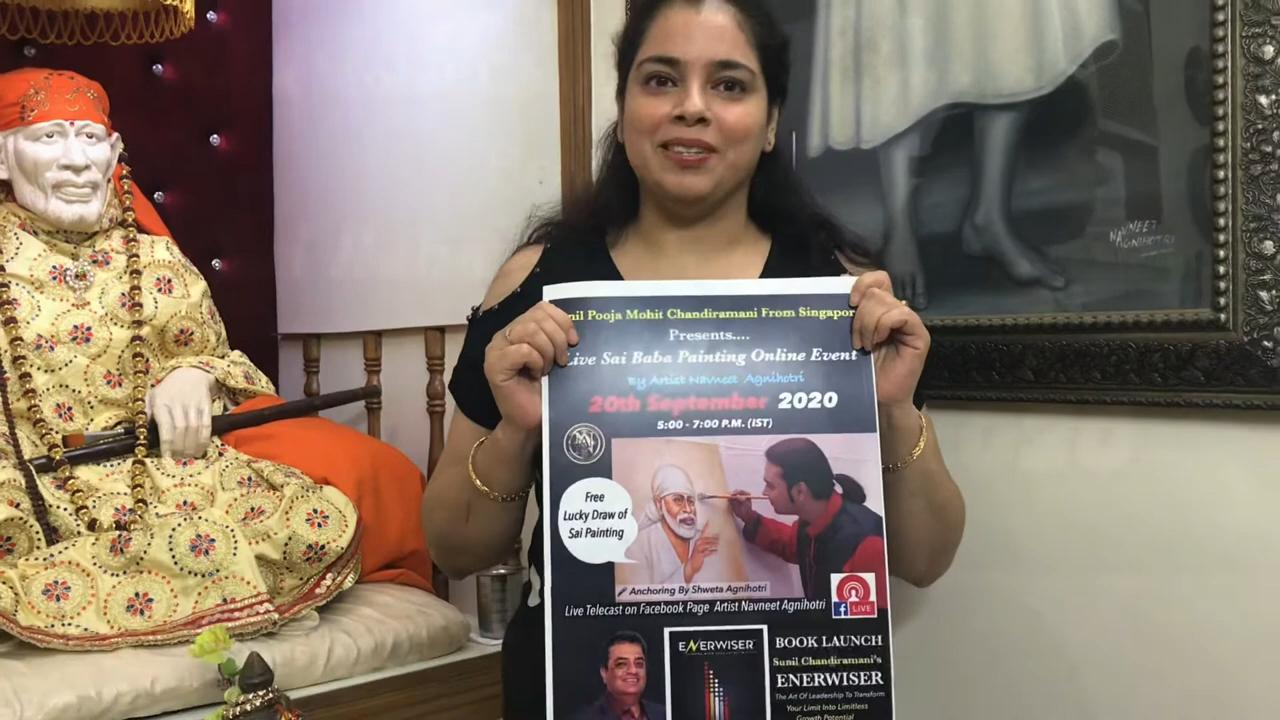 NAVNEET
AGNIHOTRI
nil Pooja Mohit Chandiramani From Singapor
Presents....
Live Sai Baba Painting Online Event
By Artist Navneet Agnihotri
20th September 2020
5:00 - 7:00 P.M. (IST)
Free
Lucky Draw of
Sai Painting
Anchoring By Shweta Agnihotri
LIVE
Live Telecast on Facebook Page Artist Navneet Agnihotri
ENERWISER
BOOK LAUNCH
Sunil Chandiramani's
ENERWISER
The Art Of Leadership To Transform
Your Limit Into Limitless
Growth Potential